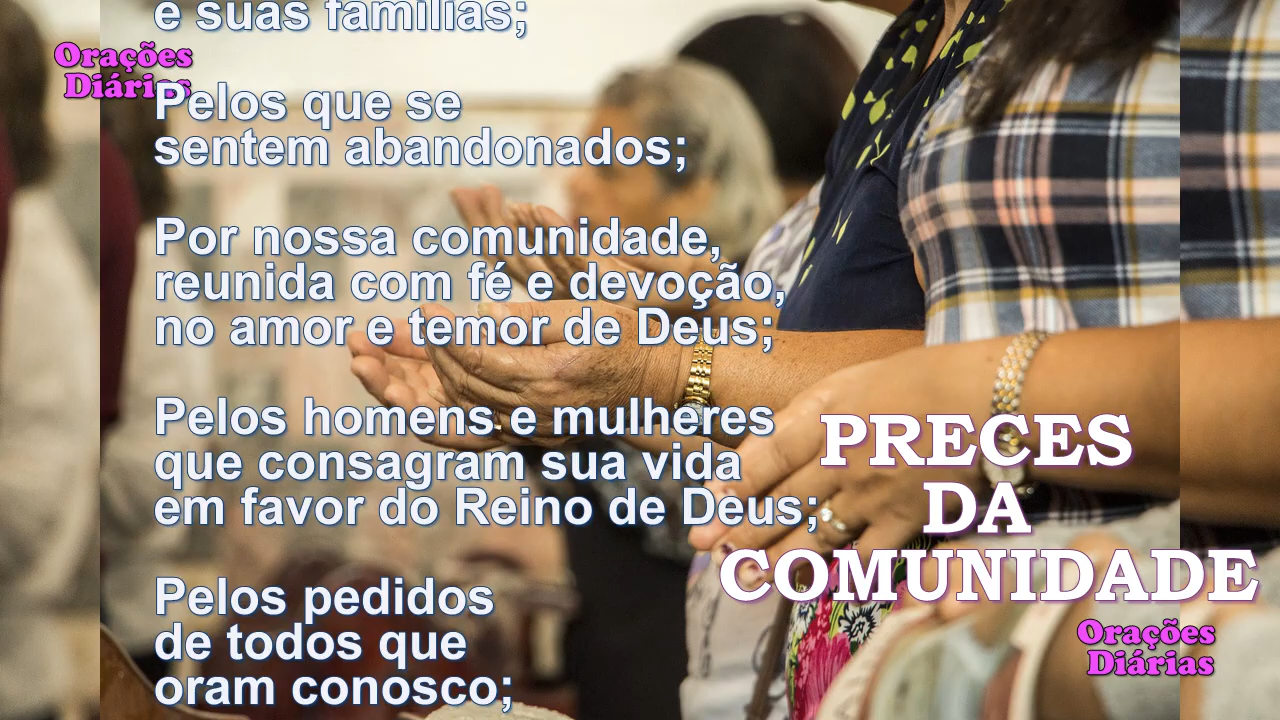 e suas famílias;
Orações
Diárias
Pelos que se
sentem abandonados;
Por nossa comunidade,
reunida com fé e devoção,
no amor e temor de Deus;
Pelos homens e mulheres
que consagram sua vida
em favor do Reino de Deus;
Pelos pedidos
de todos que
oram conosco;
PRECES
DA
COMUNIDADE
Orações
Diárias